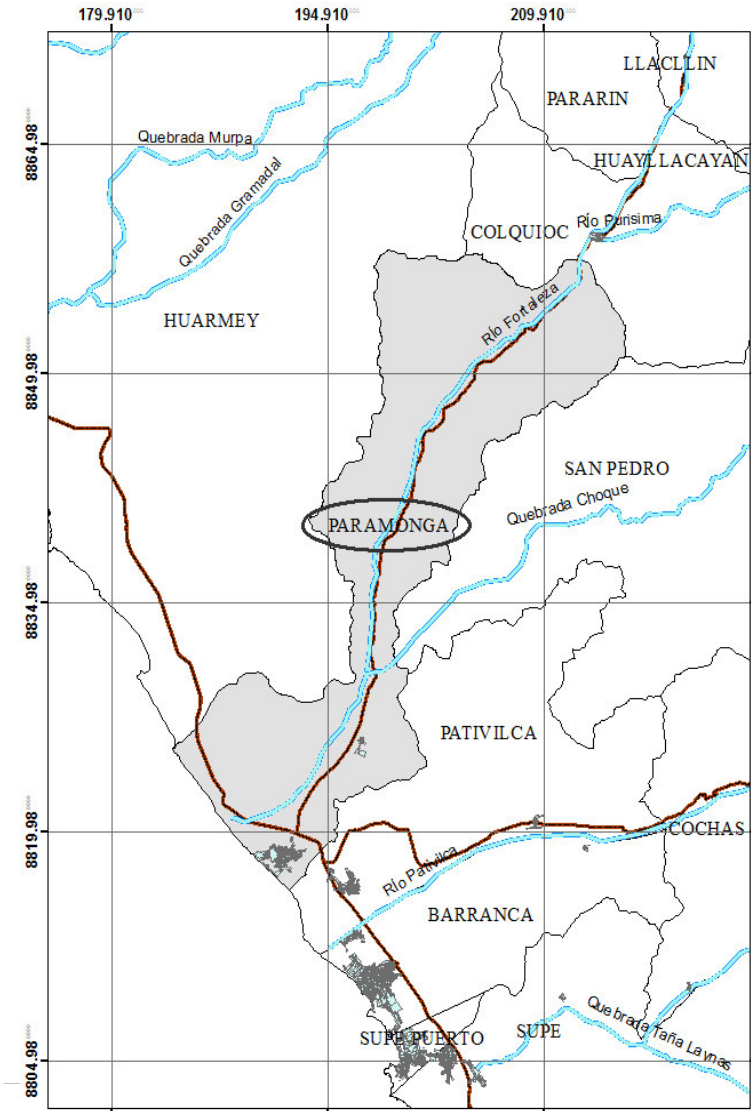 179.910
194.910
209.910
LLACLLIN
PARARIN
Quebrada Murpa
8864.98
HUAYLLACAYAN
Quebrada Gramadal
Río Purisima
COLQUIOC
HUARMEY
Río Fortaleza
8849.98
SAN PEDRO
Quebrada Choque
PARAMONGA
8834.98
PATIVILCA
8819.98
COCHAS
Río Pativilca
BARRANCA
SUPE PUERTO
SUPE
Quebrada Taña Laynas
8804.98